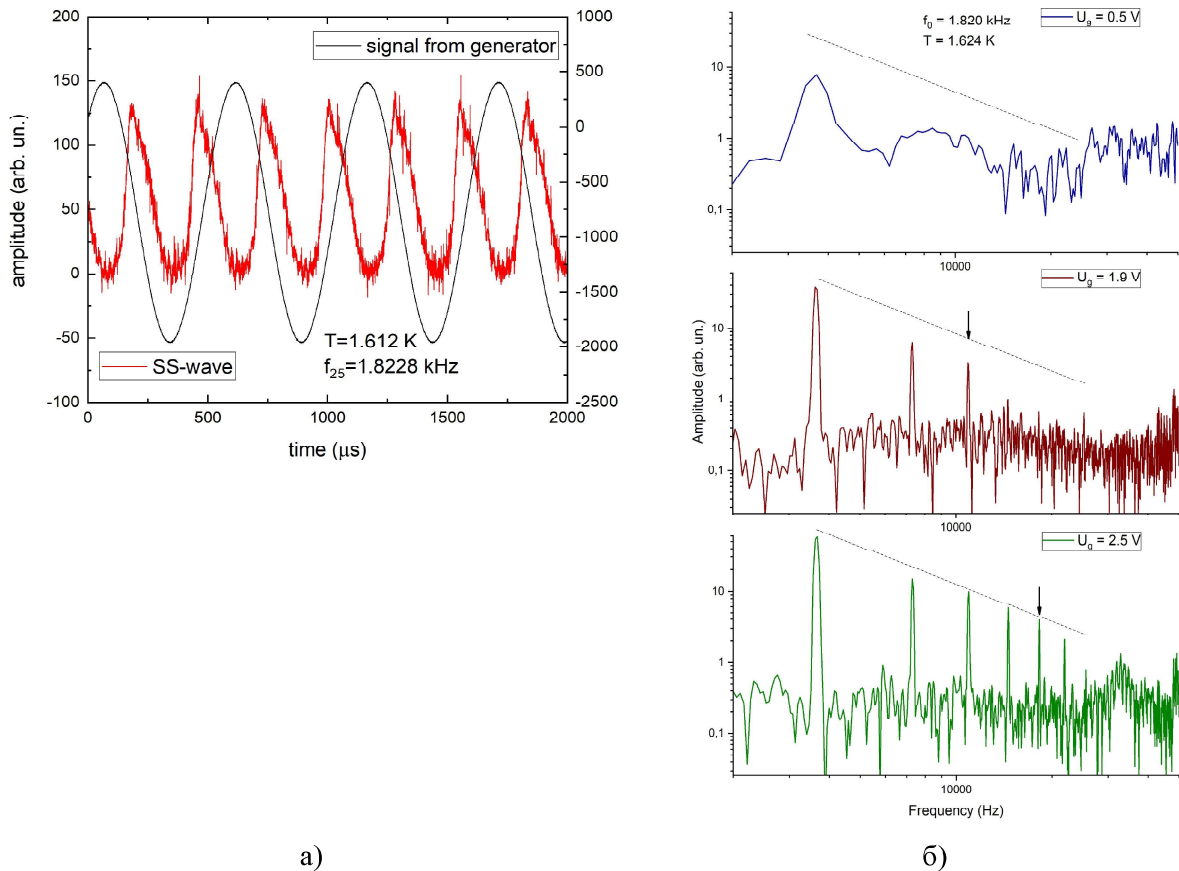 200
150
100
50
0
-50
-100
amplitude (arb. un.)
1000
500
0
-500
-1000
-1500
-2000
-2500
signal from generator
SS-wave
T=1.612 K
f25=1.8228 kHz
0 500 1000 1500 2000
time (μs)
а)
f0 = 1.820 kHz
T = 1.624 K
Ug = 0.5 V
10
1
0,1
10000
Ug = 1.9 V
10
1
0,1
10000
Amplitude (arb. un.)
Ug = 2.5 V
10
1
0,1
10000
Frequency (Hz)
б)